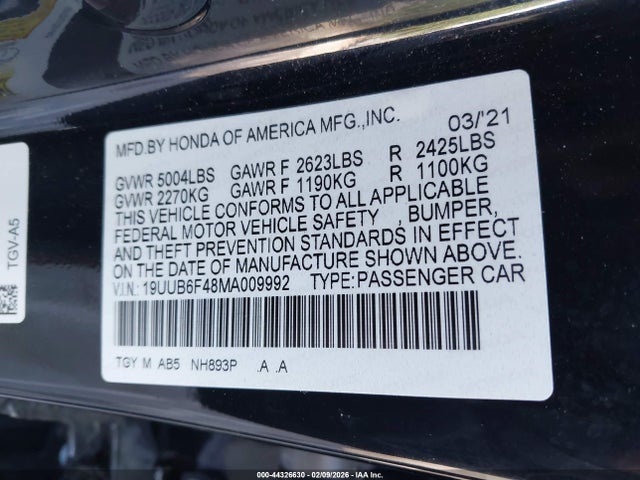 MFD.BY HONDA OF AMERICA MFG.,INC. 03/'21
GVWR 5004LBS GAWR F 2623LBS R 2425LBS
GVWR 2270KG GAWR F 1190KG R 1100KG
THIS VEHICLE CONFORMS TO ALL APPLICABLE
FEDERAL MOTOR VEHICLE SAFETY , BUMPER,
AND THEFT PREVENTION STANDARDS IN EFFECT
ON THE DATE OF MANUFACTURE SHOWN ABOVE.
V.I.N: 19UUB6F48MA009992 TYPE:PASSENGER CAR
TGY M AB5 NH893P .A .A
TGV-A5
000-44326630 - 02/09/2026 - IAA Inc.